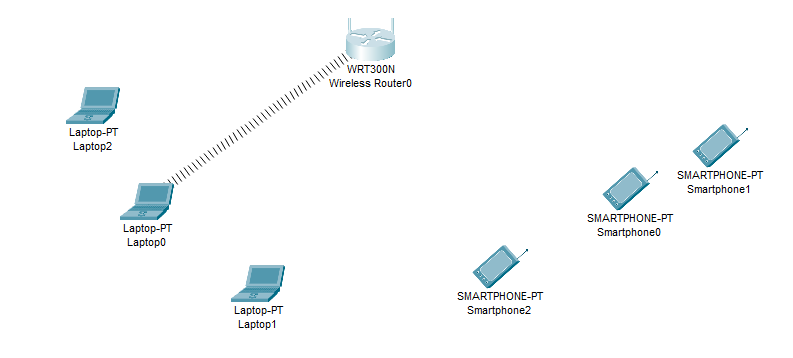 WRT300N
Wireless Router0
Laptop-PT
Laptop2
SMARTPHONE-PT
Smartphone1
Laptop-PT
Laptop0
SMARTPHONE-PT
Smartphone0
Laptop-PT
Laptop1
SMARTPHONE-PT
Smartphone2